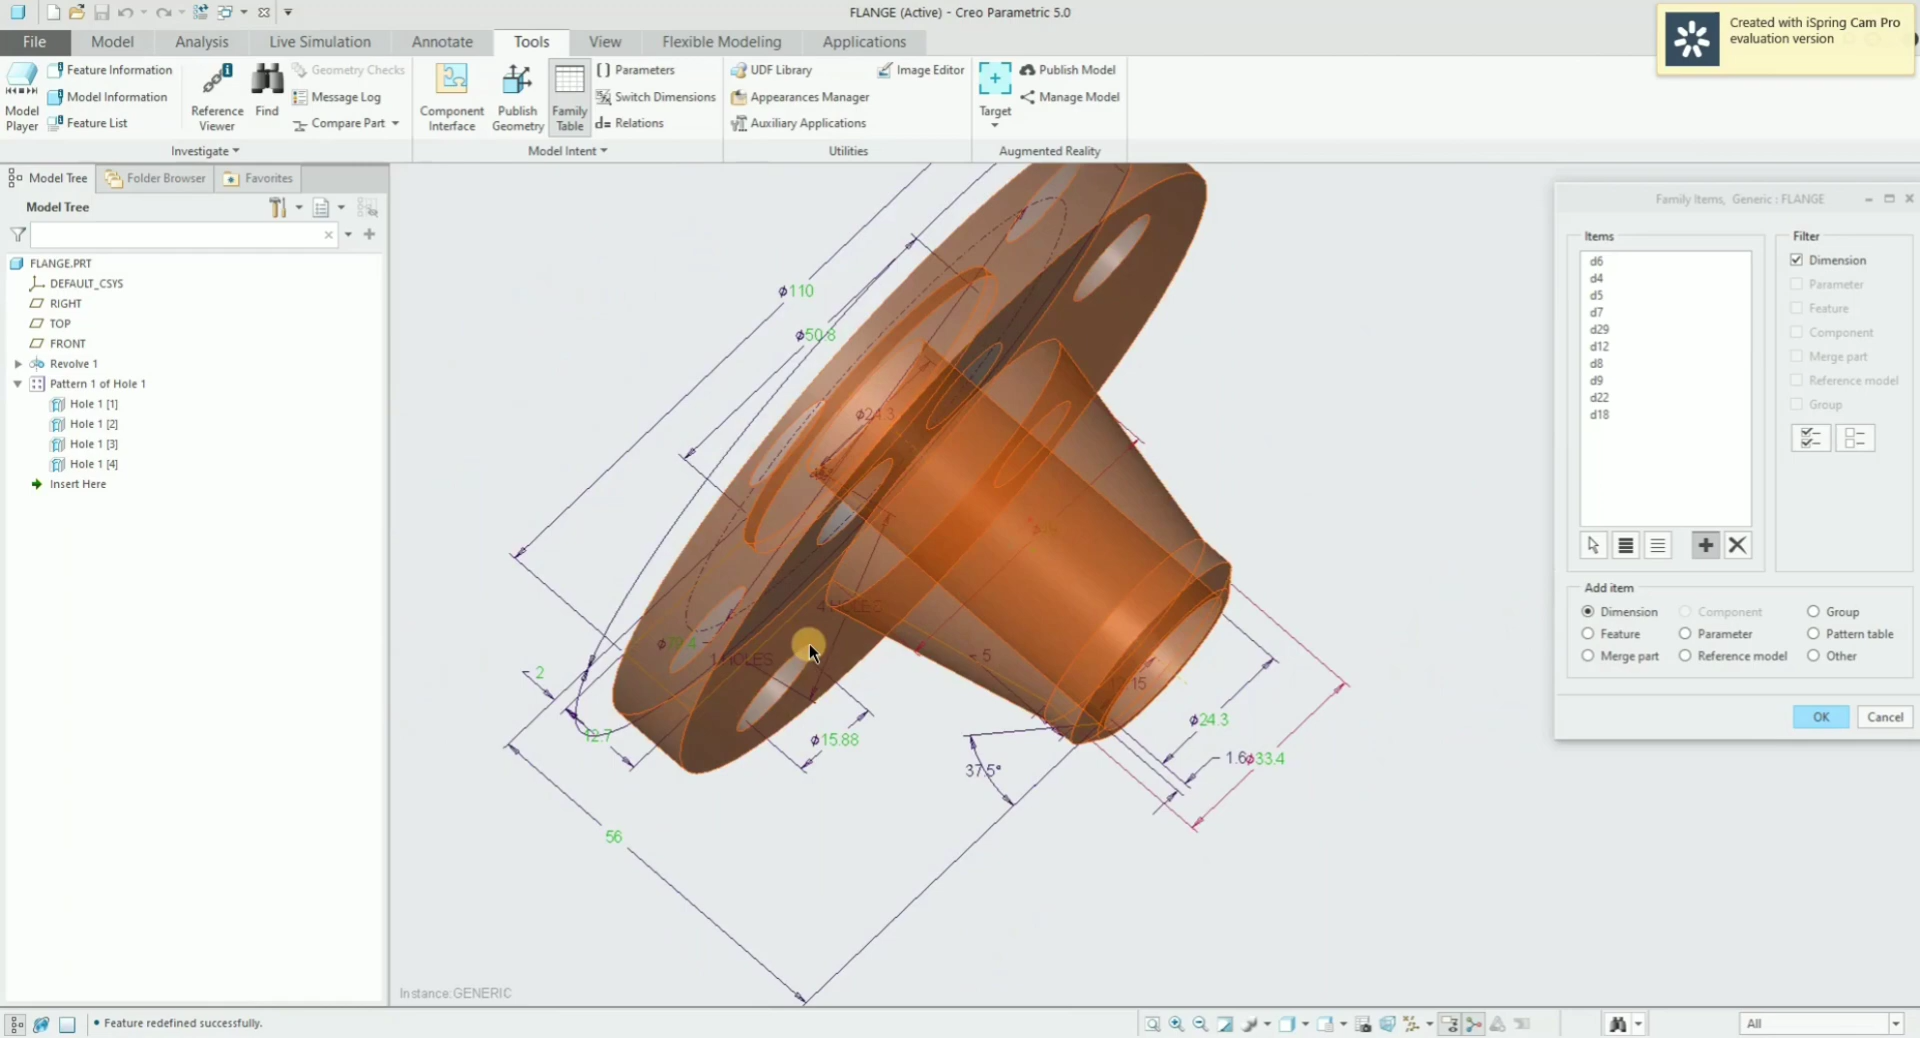 FLANGE (Active) - Creo Parametric 5.0
Created with iSpring Cam Pro
evaluation version
File
Model
Analysis
Live Simulation
Annotate
Tools
View
Flexible Modeling
Applications
Model Player
Feature Information
Model Information
Feature List
Reference Viewer
Find
Geometry Checks
Message Log
Compare Part
Investigate
Component Interface
Publish Geometry
Family Table
Parameters
Switch Dimensions
d= Relations
Model Intent
UDF Library
Appearances Manager
Auxiliary Applications
Image Editor
Utilities
Target
Publish Model
Manage Model
Augmented Reality
Model Tree
Folder Browser
Favorites
Model Tree
FLANGE.PRT
DEFAULT_CSYS
RIGHT
TOP
FRONT
Revolve 1
Pattern 1 of Hole 1
Hole 1 [1]
Hole 1 [2]
Hole 1 [3]
Hole 1 [4]
Insert Here
ϕ110
ϕ50.8
ϕ24.3
5
2
12.7
ϕ15.88
37.5°
ϕ24.3
1.6
ϕ33.4
56
Instance:GENERIC
Family Items, Generic : FLANGE
Items
d6
d4
d5
d7
d29
d12
d8
d9
d22
d18
Filter
Dimension
Parameter
Feature
Component
Merge part
Reference model
Group
Add item
Dimension
Component
Group
Feature
Parameter
Pattern table
Merge part
Reference model
Other
OK
Cancel
• Feature redefined successfully.
All